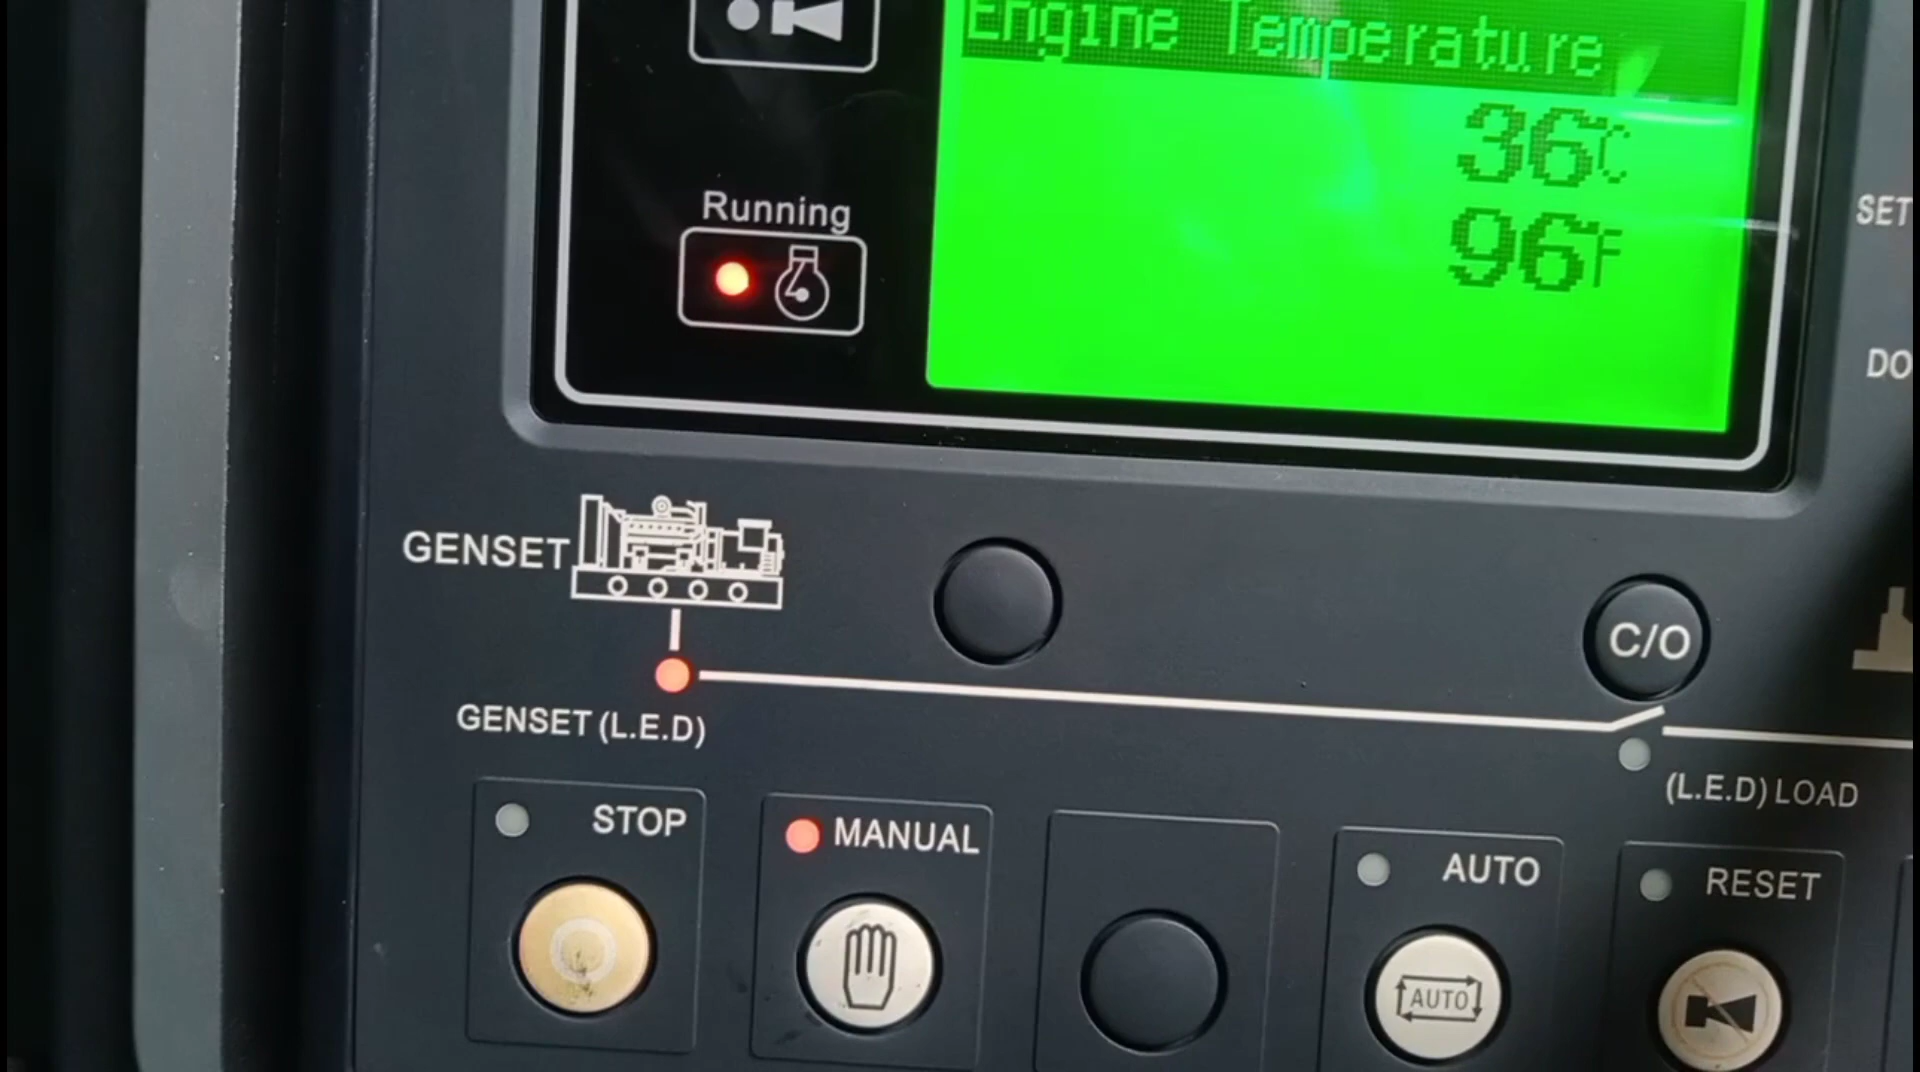 Engine Temperature
36°C
96°F
Running
SET
DO
GENSET
C/O
GENSET (L.E.D)
(L.E.D) LOAD
STOP
MANUAL
AUTO
RESET
AUTO